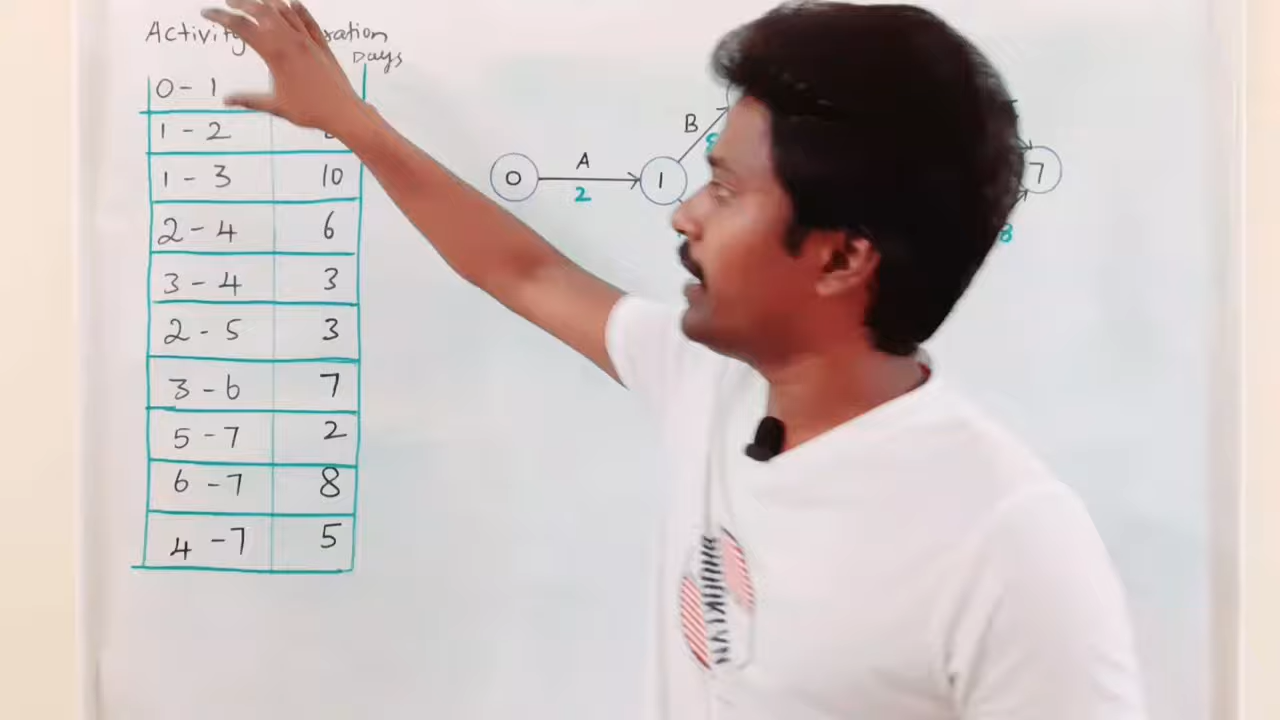 Activity
Days
0 - 1
1 - 2
1 - 3 10
2 - 4 6
3 - 4 3
2 - 5 3
3 - 6 7
5 - 7 2
6 - 7 8
4 - 7 5
0 A 2 1 B
7
8